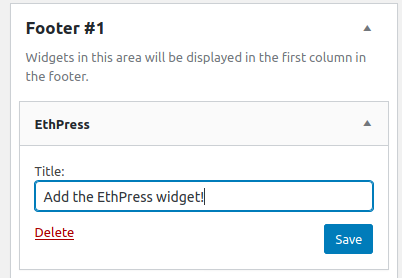 Footer #1
Widgets in this area will be displayed in the first column in
the footer.
EthPress
Title:
Add the EthPress widget!
Delete
Save